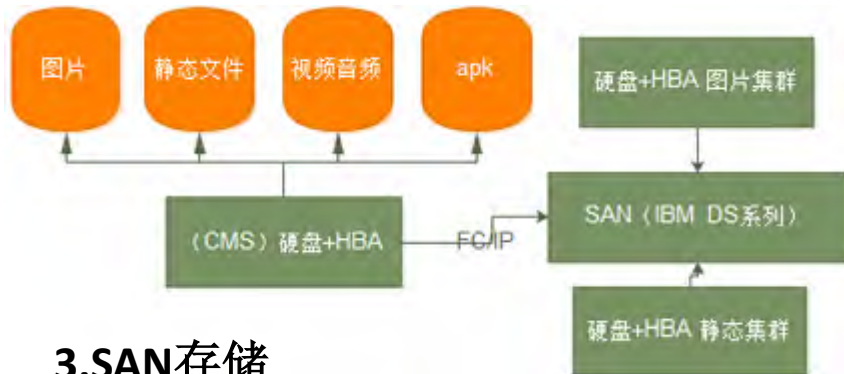 图片
静态文件
视频音频
apk
硬盘+HBA 图片集群
（CMS）硬盘+HBA
FC/IP
SAN（IBM DS系列）
硬盘+HBA 静态集群
3.SAN存储